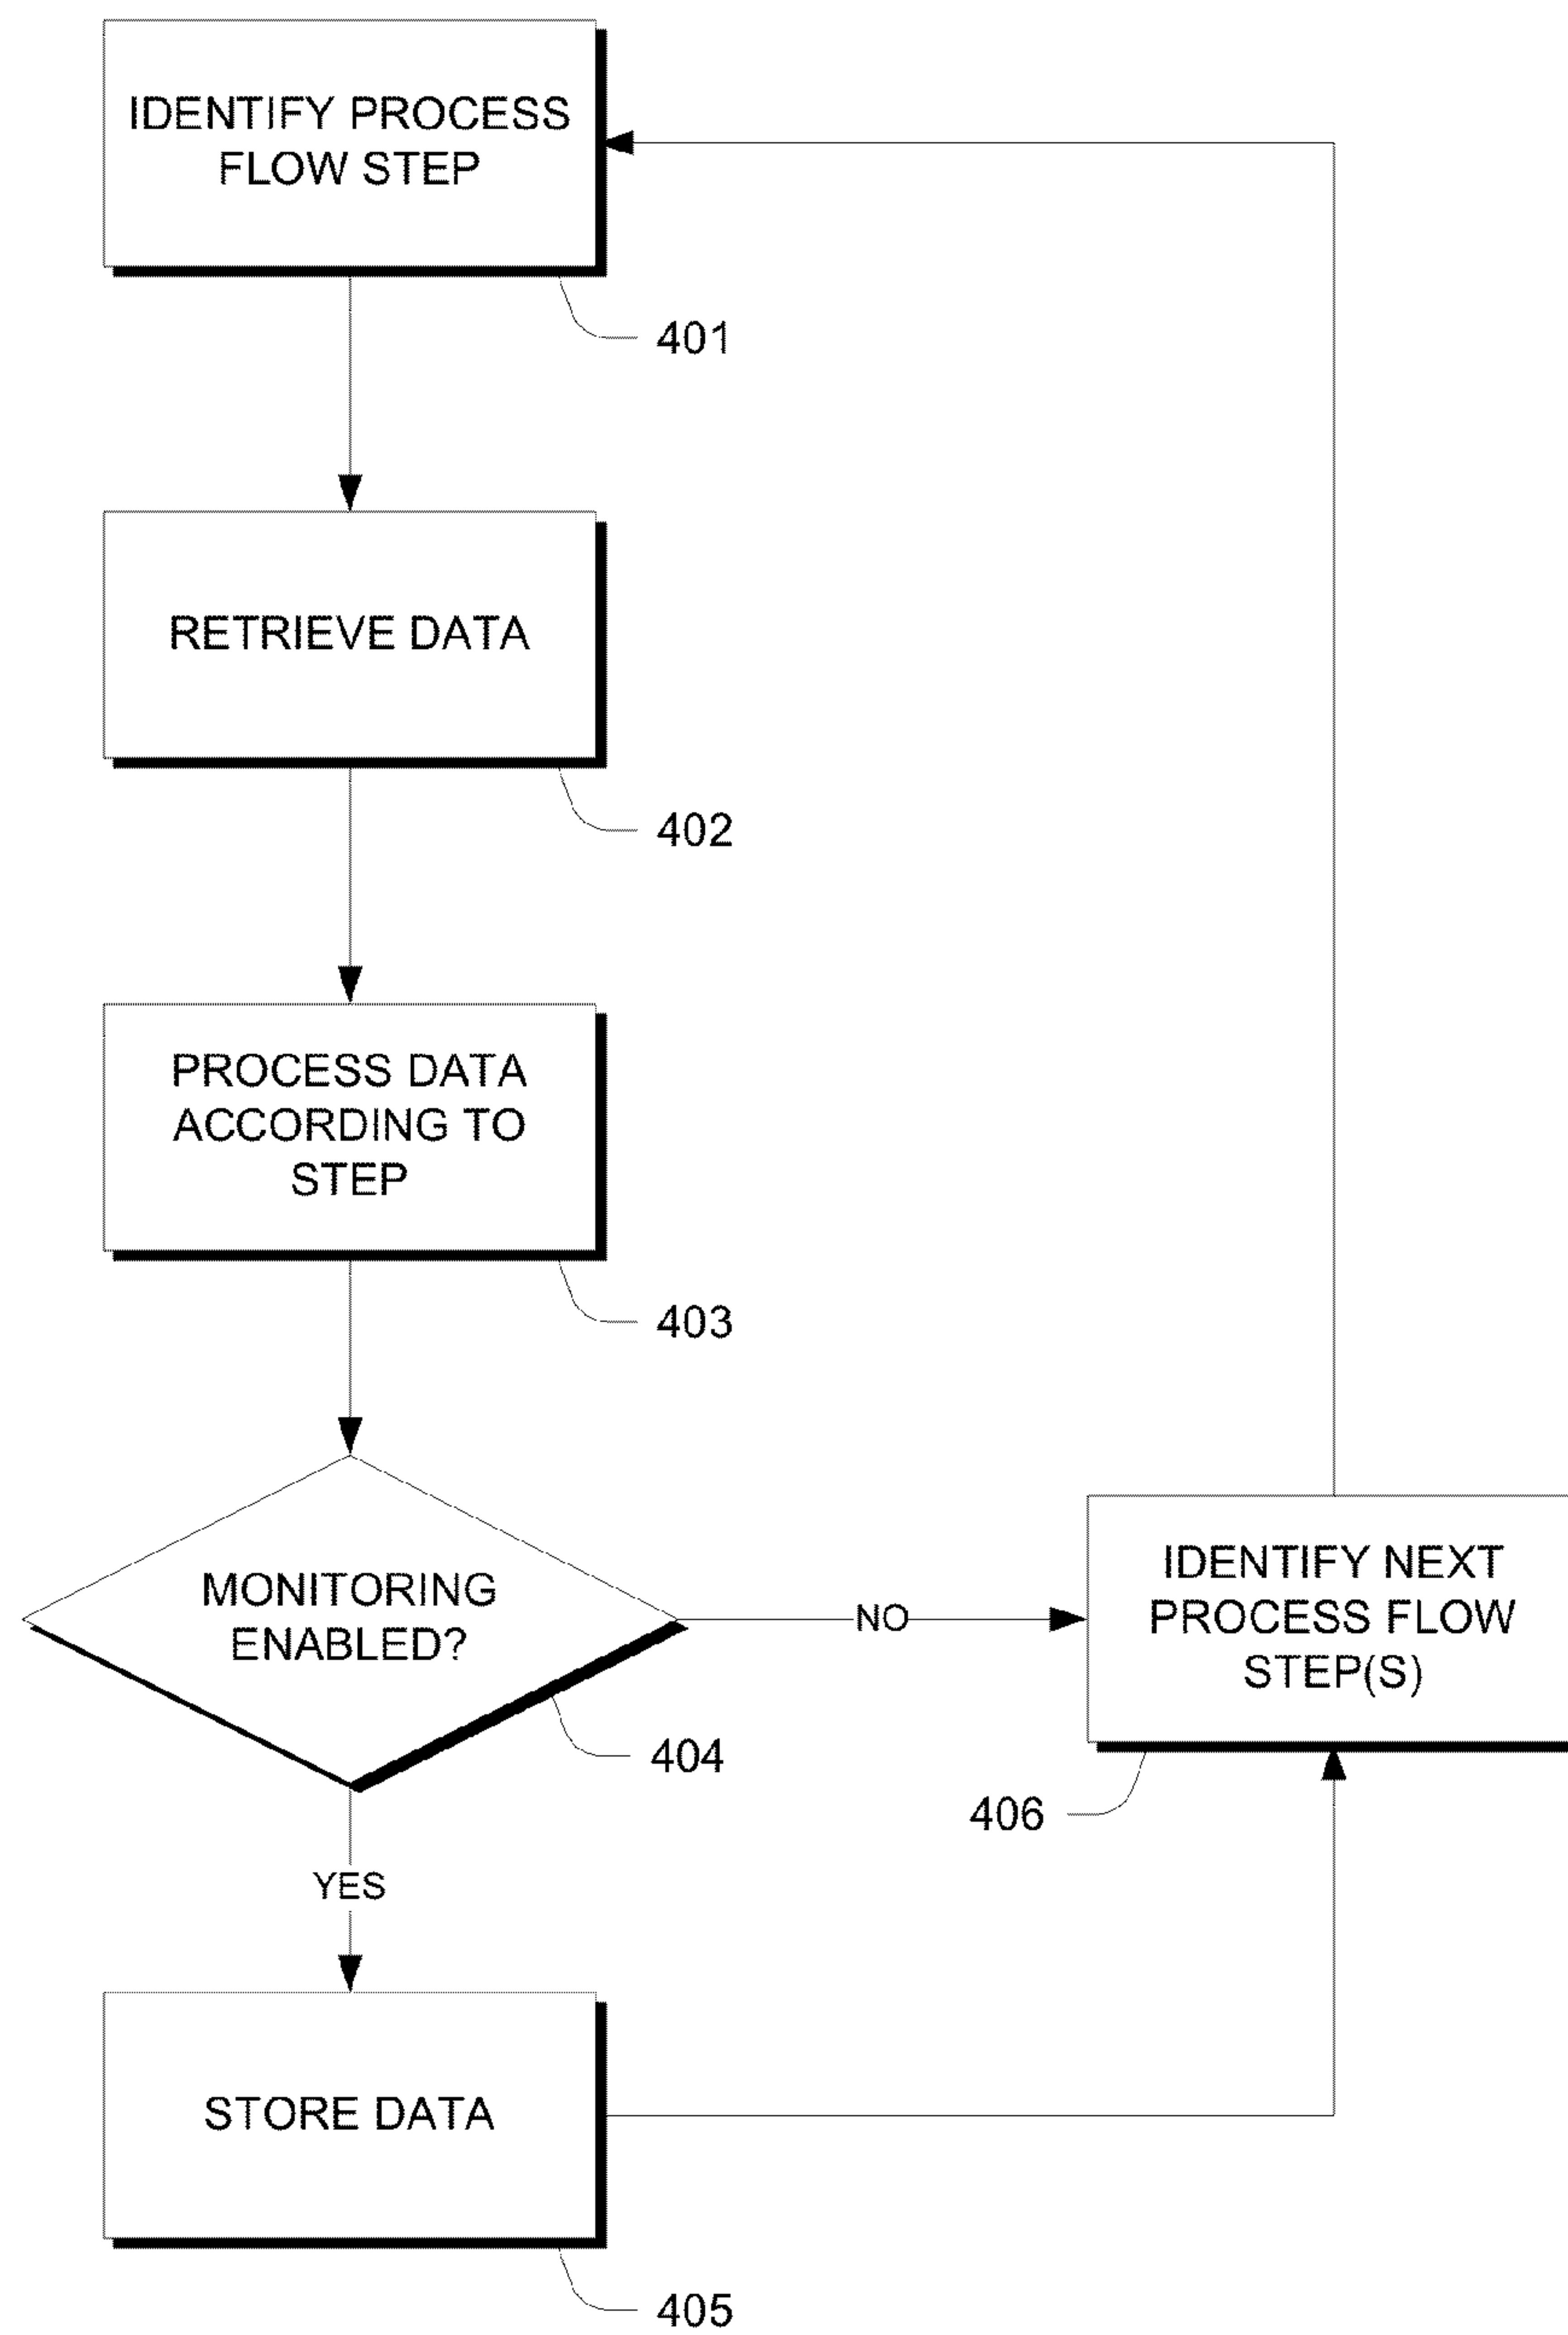 IDENTIFY PROCESS
FLOW STEP
401
RETRIEVE DATA
402
PROCESS DATA
ACCORDING TO
STEP
403
MONITORING
ENABLED?
404
NO
IDENTIFY NEXT
PROCESS FLOW
STEP(S)
406
YES
STORE DATA
405